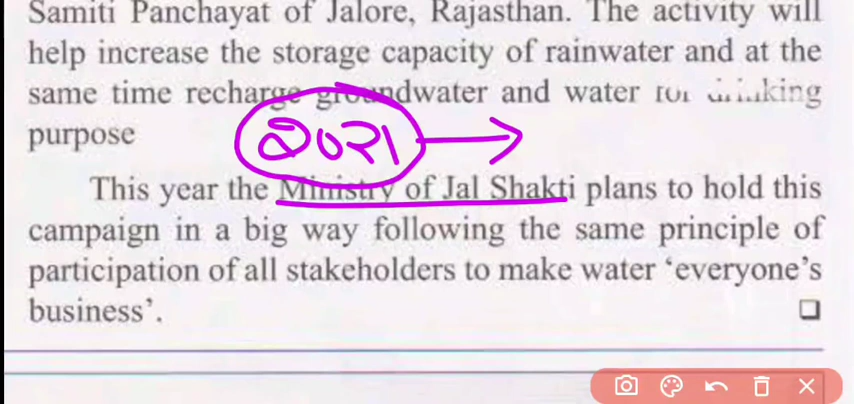 Samiti Panchayat of Jalore, Rajasthan. The activity will
help increase the storage capacity of rainwater and at the
same time recharge groundwater and water for drinking
purpose
2021
This year the Ministry of Jal Shakti plans to hold this
campaign in a big way following the same principle of
participation of all stakeholders to make water ‘everyone’s
business’.